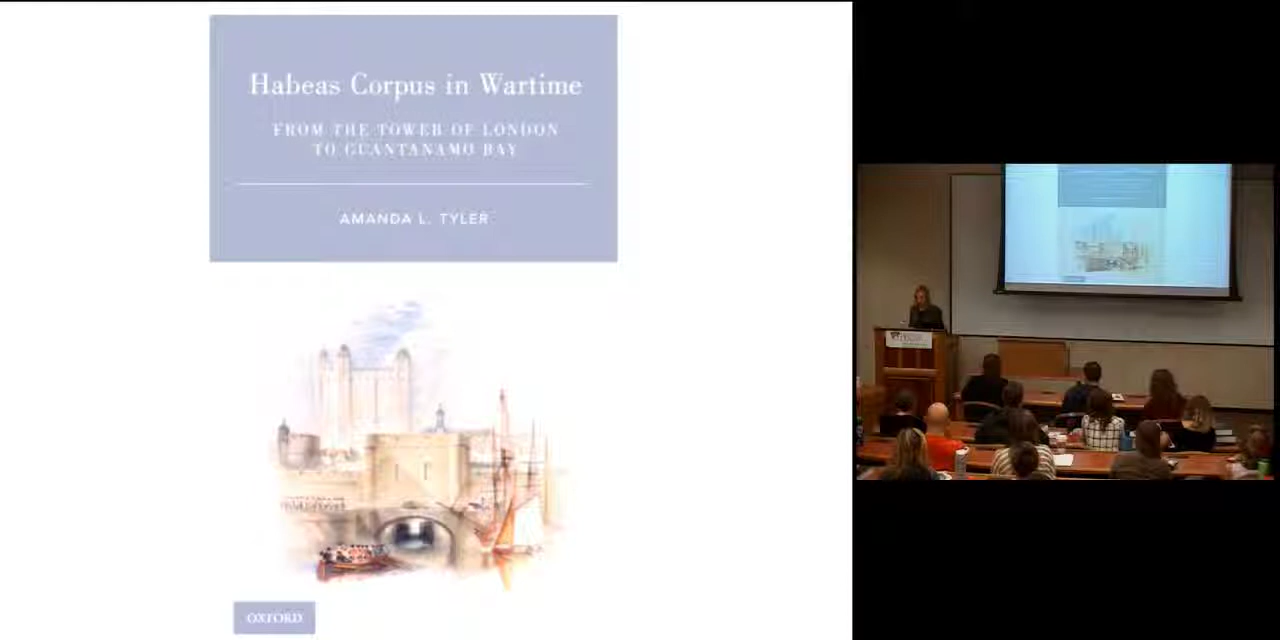 Habeas Corpus in Wartime
FROM THE TOWER OF LONDON
TO GUANTANAMO BAY
AMANDA L. TYLER
OXFORD